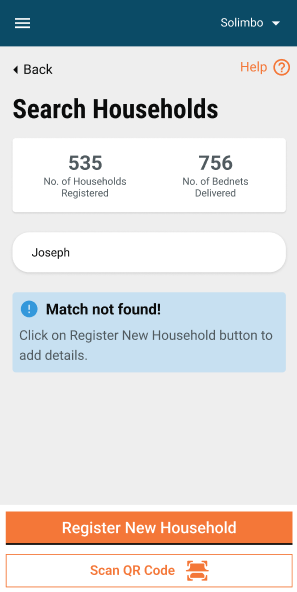 Solimbo
Back
Help
Search Households
535
No. of Households
Registered
756
No. of Bednets
Delivered
Joseph
Match not found!
Click on Register New Household button to
add details.
Register New Household
Scan QR Code